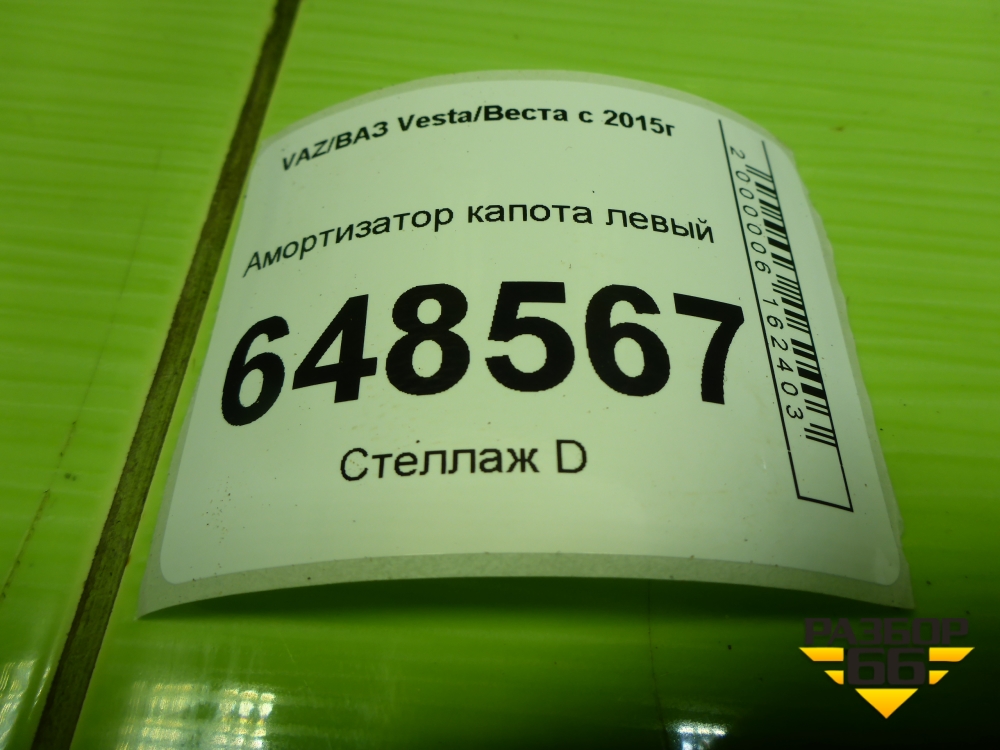 VAZ/ВАЗ Vesta/Веста с 2015г
Амортизатор капота левый
648567
Стеллаж D
2000006162403
РАЗБОР
66